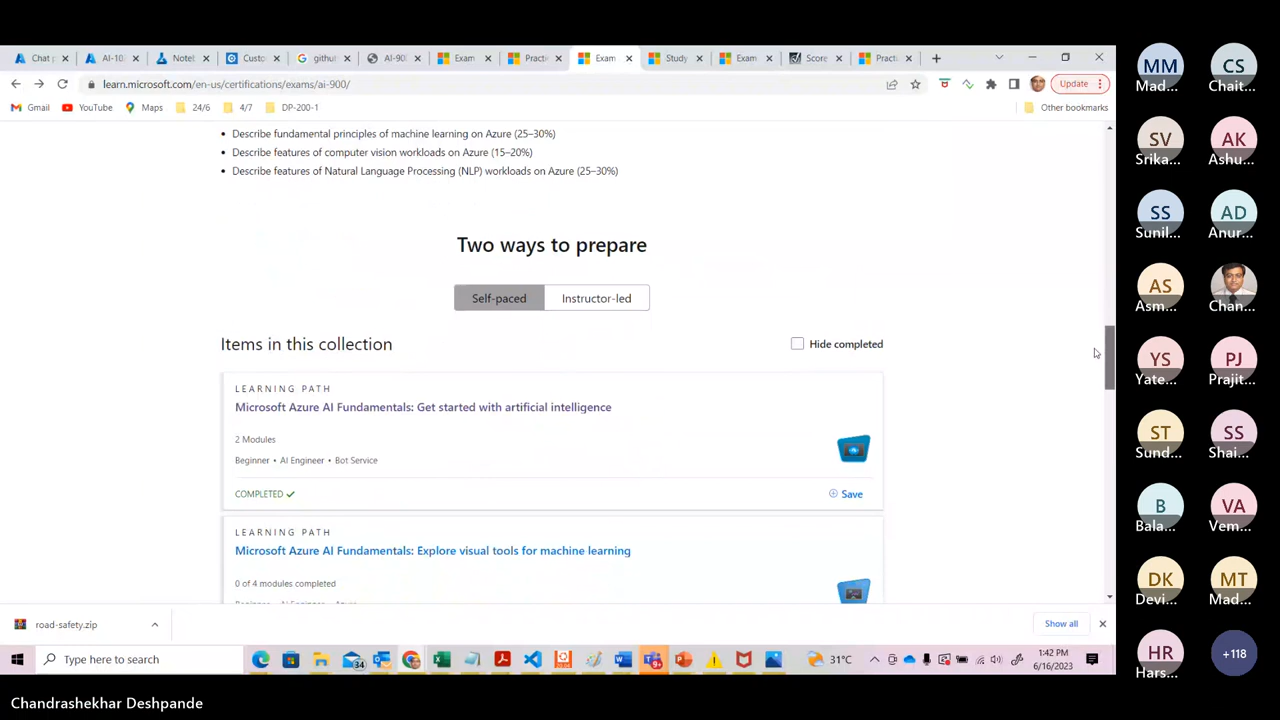 Chat
AI-10
Notel
Custo
githul
AI-90
Exam
Practi
Exam
Study
Exam
Score
Practi
learn.microsoft.com/en-us/certifications/exams/ai-900/
Update
Gmail
YouTube
Maps
24/6
4/7
DP-200-1
Other bookmarks
• Describe fundamental principles of machine learning on Azure (25–30%)
• Describe features of computer vision workloads on Azure (15–20%)
• Describe features of Natural Language Processing (NLP) workloads on Azure (25–30%)
Two ways to prepare
Self-paced
Instructor-led
Items in this collection
Hide completed
LEARNING PATH
Microsoft Azure AI Fundamentals: Get started with artificial intelligence
2 Modules
Beginner • AI Engineer • Bot Service
COMPLETED
Save
LEARNING PATH
Microsoft Azure AI Fundamentals: Explore visual tools for machine learning
0 of 4 modules completed
Beginner • AI Engineer • Azure
road-safety.zip
Show all
Type here to search
34
9+
31°C
1:42 PM
6/16/2023
MM
Mad...
CS
Chait...
SV
Srika...
AK
Ashu...
SS
Sunil...
AD
Anur...
AS
Asm...
Chan...
YS
Yate...
PJ
Prajit...
ST
Sund...
SS
Shai...
B
Bala...
VA
Vem...
DK
Devi...
MT
Mad...
HR
Hars...
+118
Chandrashekhar Deshpande